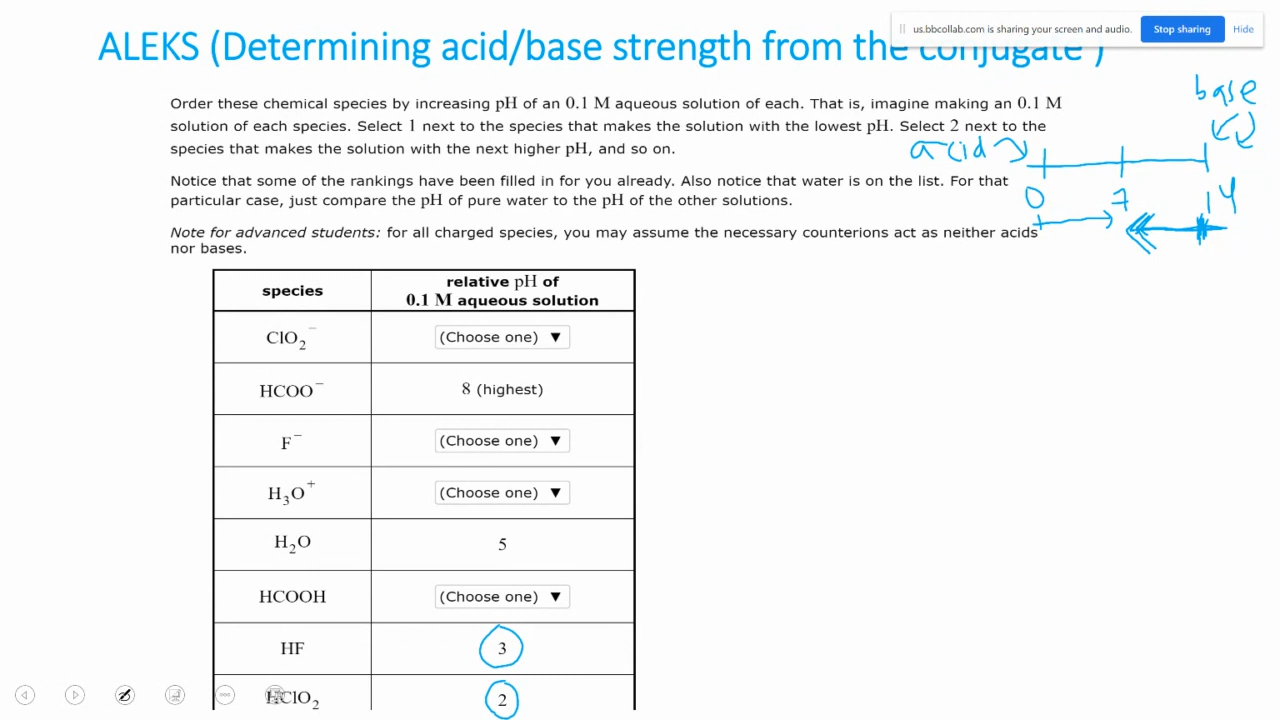 us.bbcollab.com is sharing your screen and audio. Stop sharing Hide
ALEKS (Determining acid/base strength from the conjugate )
base
Order these chemical species by increasing pH of an 0.1 M aqueous solution of each. That is, imagine making an 0.1 M
solution of each species. Select 1 next to the species that makes the solution with the lowest pH. Select 2 next to the
species that makes the solution with the next higher pH, and so on.
acid
Notice that some of the rankings have been filled in for you already. Also notice that water is on the list. For that
particular case, just compare the pH of pure water to the pH of the other solutions.
0 7 14
Note for advanced students: for all charged species, you may assume the necessary counterions act as neither acids
nor bases.
species relative pH of
0.1 M aqueous solution
ClO₂⁻ (Choose one) ▼
HCOO⁻ 8 (highest)
F⁻ (Choose one) ▼
H₃O⁺ (Choose one) ▼
H₂O 5
HCOOH (Choose one) ▼
HF 3
HClO₂ 2